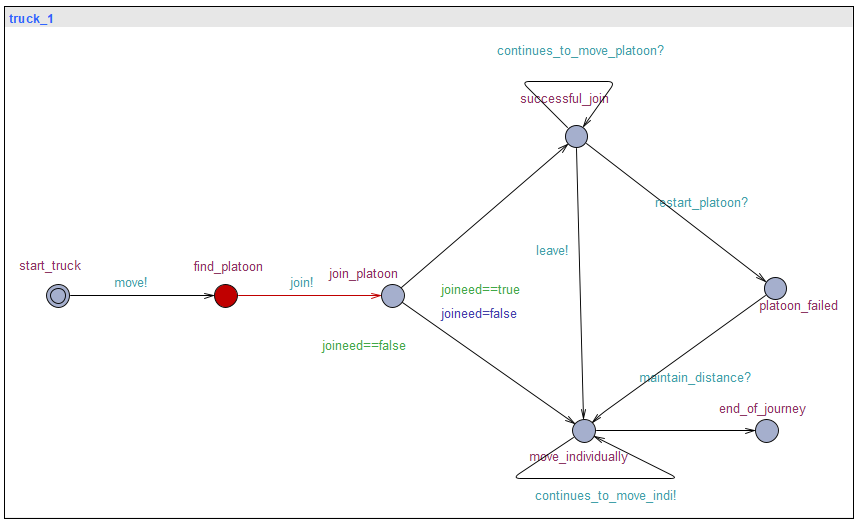 truck_1
continues_to_move_platoon?
successful_join
restart_platoon?
leave!
start_truck
find_platoon
join_platoon
move!
join!
joineed==true
joineed=false
platoon_failed
joineed==false
maintain_distance?
end_of_journey
move_individually
continues_to_move_indi!